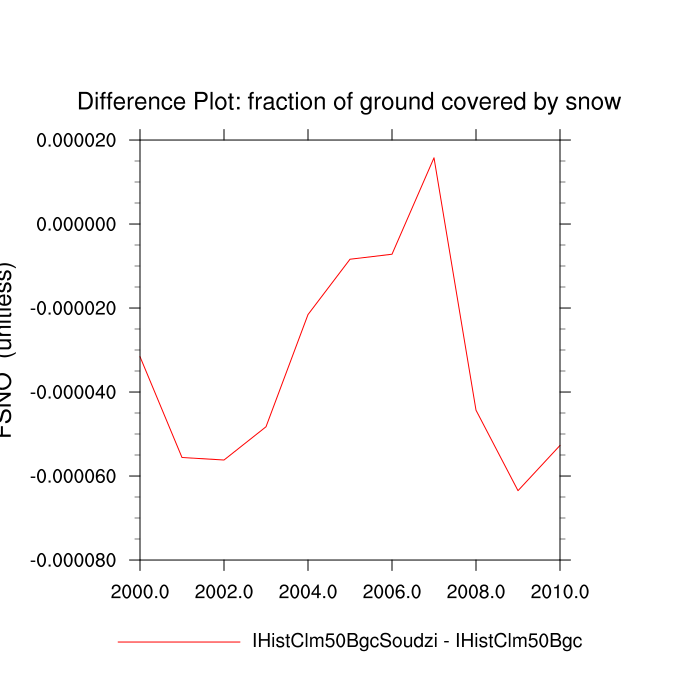 Difference Plot: fraction of ground covered by snow
0.000020
0.000000
-0.000020
-0.000040
-0.000060
-0.000080
FSNO (unitless)
2000.0 2002.0 2004.0 2006.0 2008.0 2010.0
IHistClm50BgcSoudzi - IHistClm50Bgc